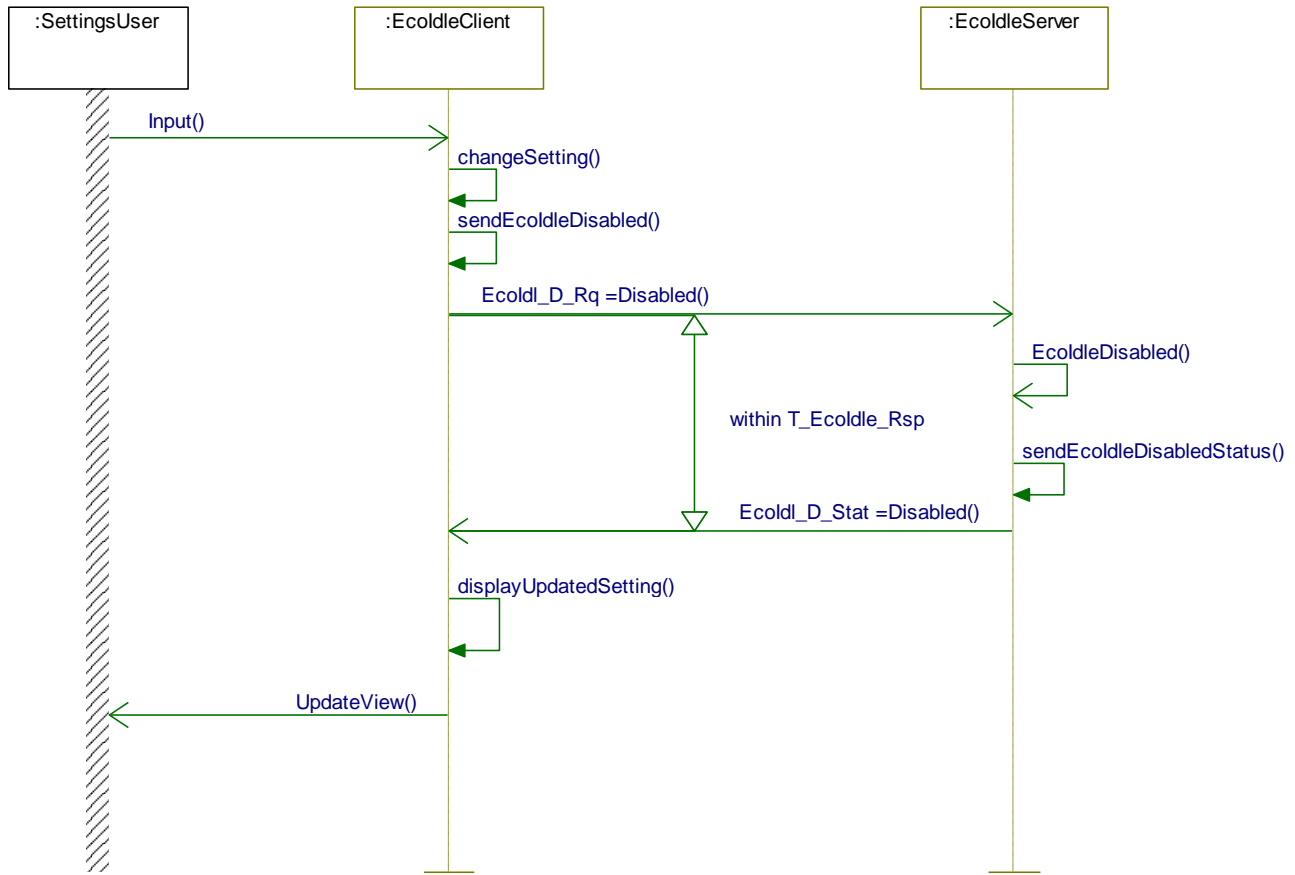 :SettingsUser
:EcoIdleClient
:EcoIdleServer
Input()
changeSetting()
sendEcoIdleDisabled()
EcoIdl_D_Rq =Disabled()
EcoIdleDisabled()
within T_EcoIdle_Rsp
sendEcoIdleDisabledStatus()
EcoIdl_D_Stat =Disabled()
displayUpdatedSetting()
UpdateView()